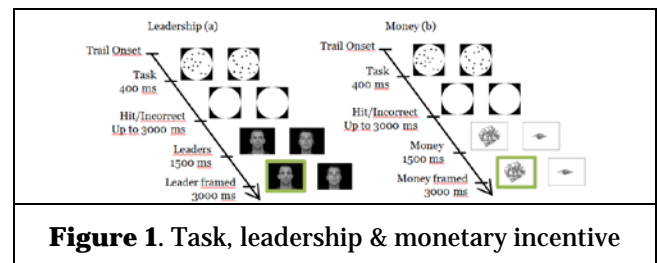 Leadership (a)
Trail Onset
Task
400 ms
Hit/Incorrect
Up to 3000 ms
Leaders
1500 ms
Leader framed
3000 ms
Money (b)
Trail Onset
Task
400 ms
Hit/Incorrect
Up to 3000 ms
Money
1500 ms
Money framed
3000 ms
Figure 1. Task, leadership & monetary incentive